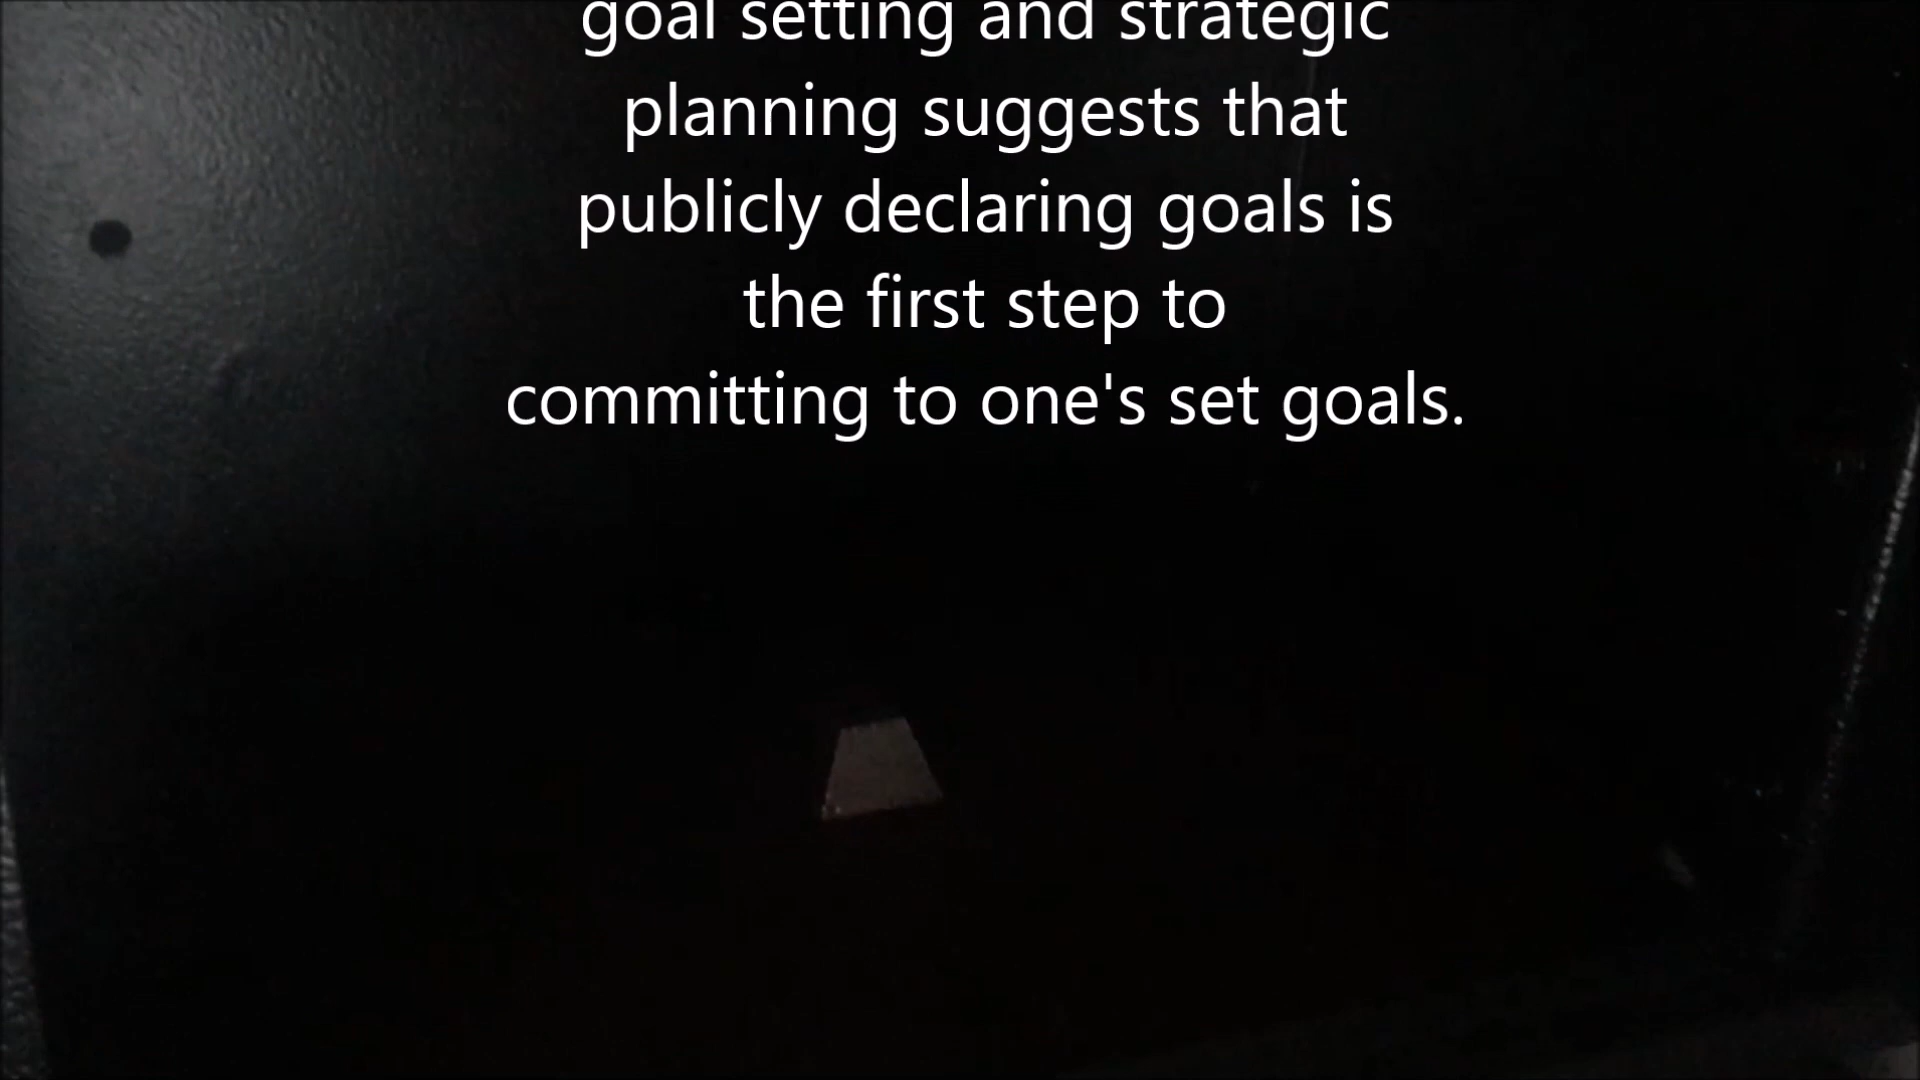 goal setting and strategic
planning suggests that
publicly declaring goals is
the first step to
committing to one's set goals.